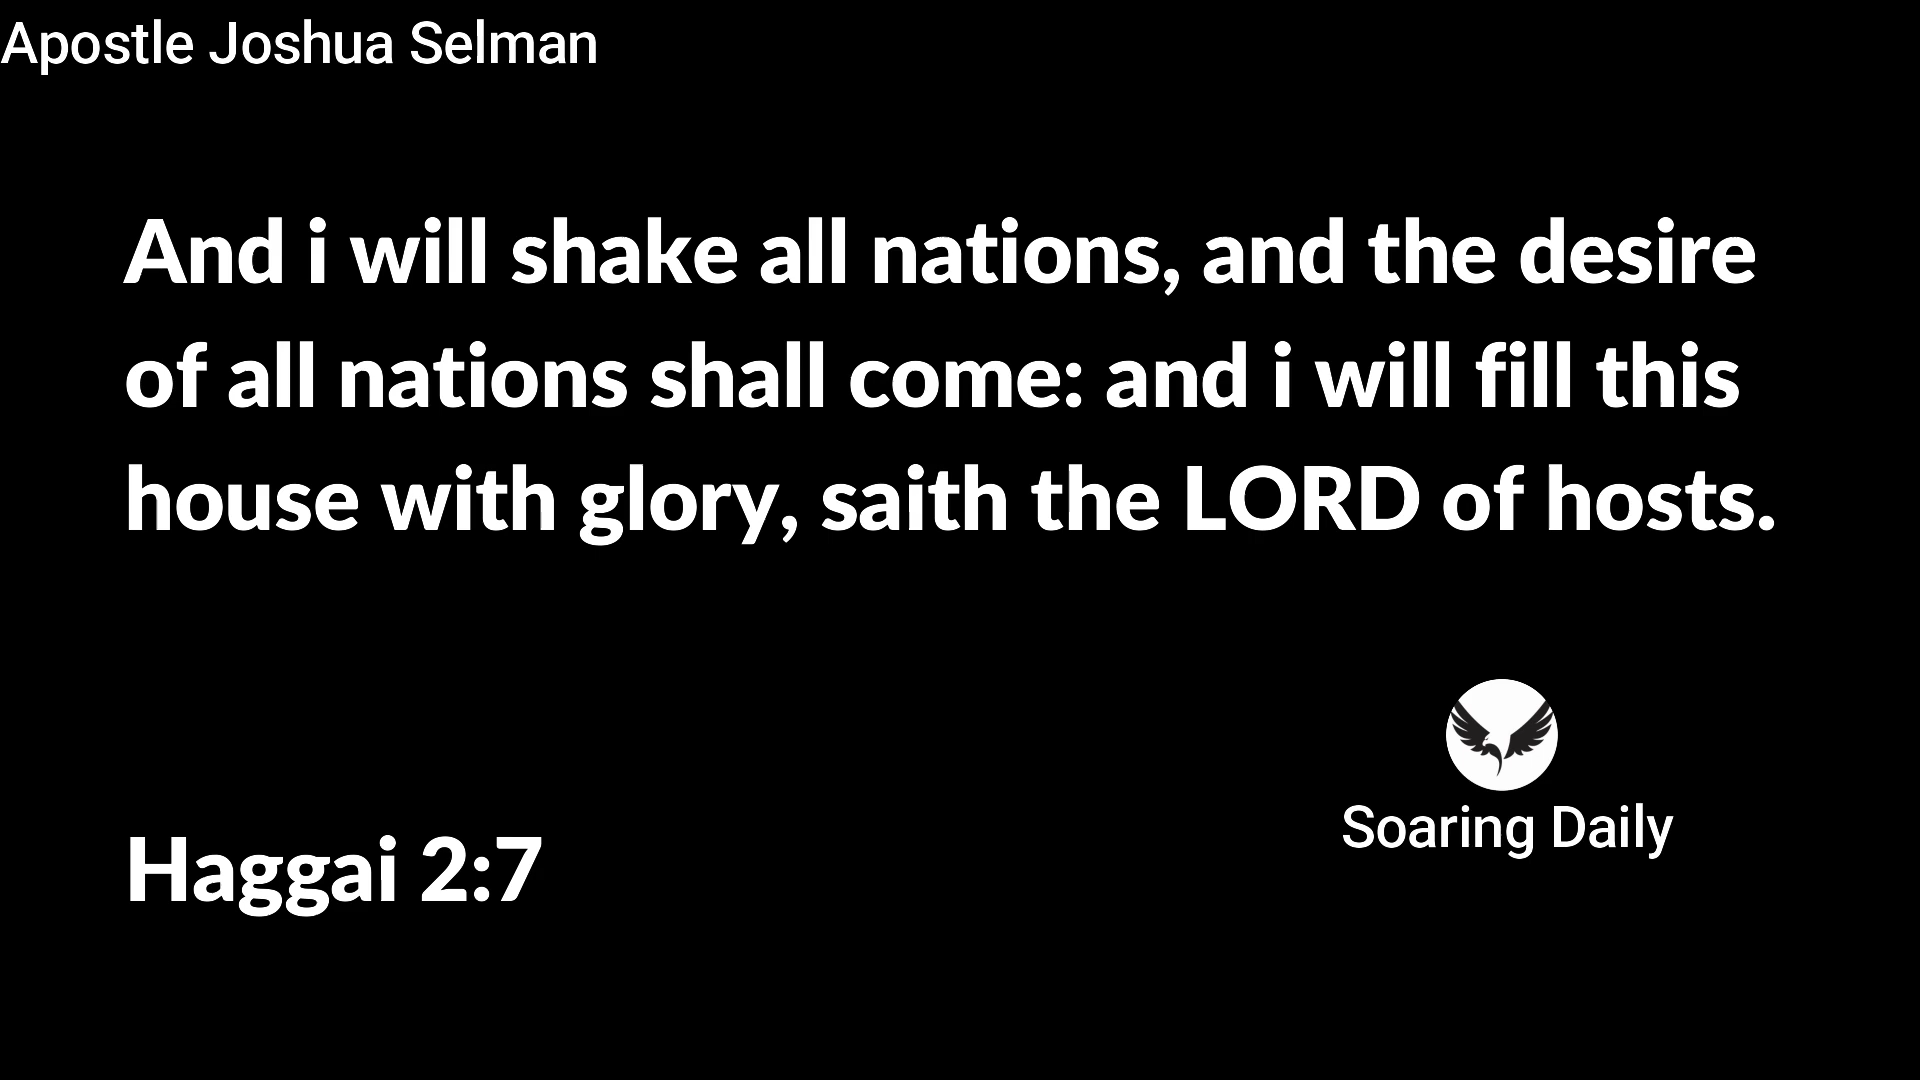 Apostle Joshua Selman
And i will shake all nations, and the desire
of all nations shall come: and i will fill this
house with glory, saith the LORD of hosts.
Soaring Daily
Haggai 2:7